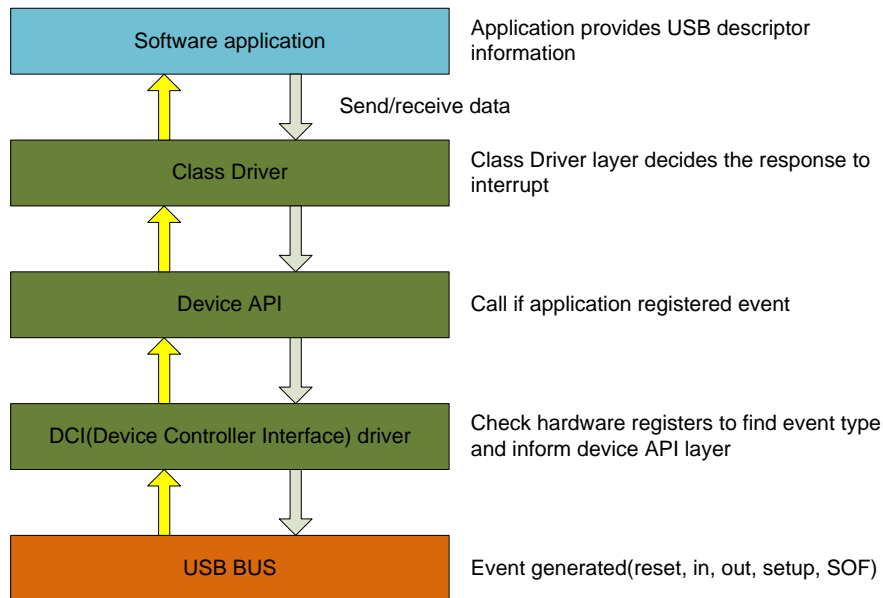 Software application
Application provides USB descriptor
information
Send/receive data
Class Driver
Class Driver layer decides the response to
interrupt
Device API
Call if application registered event
DCI(Device Controller Interface) driver
Check hardware registers to find event type
and inform device API layer
USB BUS
Event generated(reset, in, out, setup, SOF)